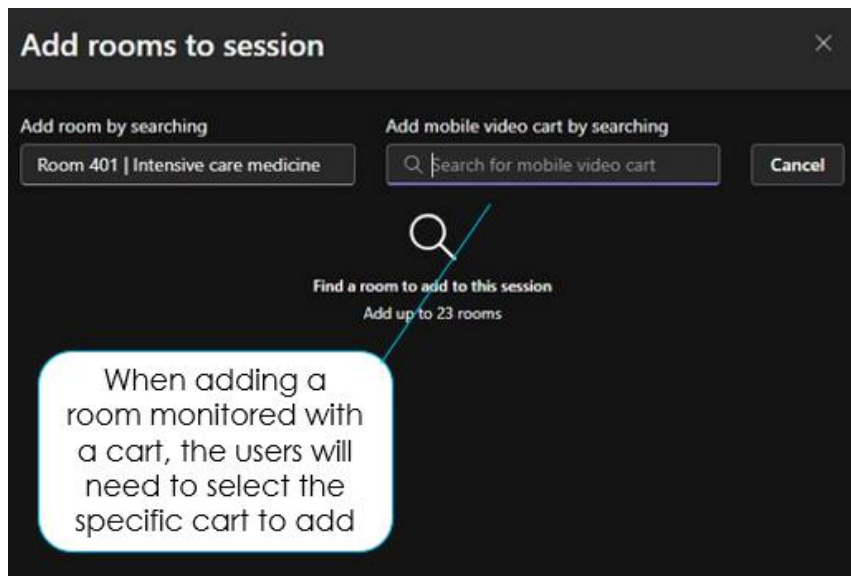 Add rooms to session
Add room by searching
Add mobile video cart by searching
Room 401 | Intensive care medicine
Search for mobile video cart
Cancel
Find a room to add to this session
Add up to 23 rooms
When adding a
room monitored with
a cart, the users will
need to select the
specific cart to add